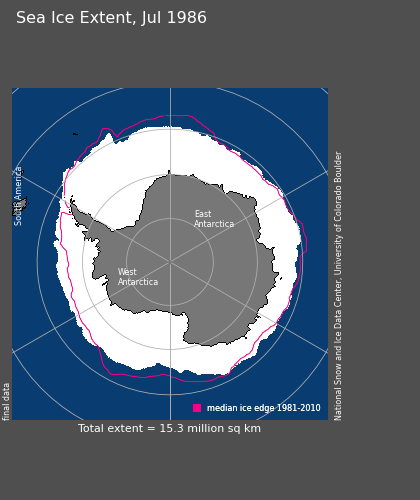 Sea Ice Extent, Jul 1986
South America
East
Antarctica
West
Antarctica
National Snow and Ice Data Center, University of Colorado Boulder
final data
median ice edge 1981-2010
Total extent = 15.3 million sq km